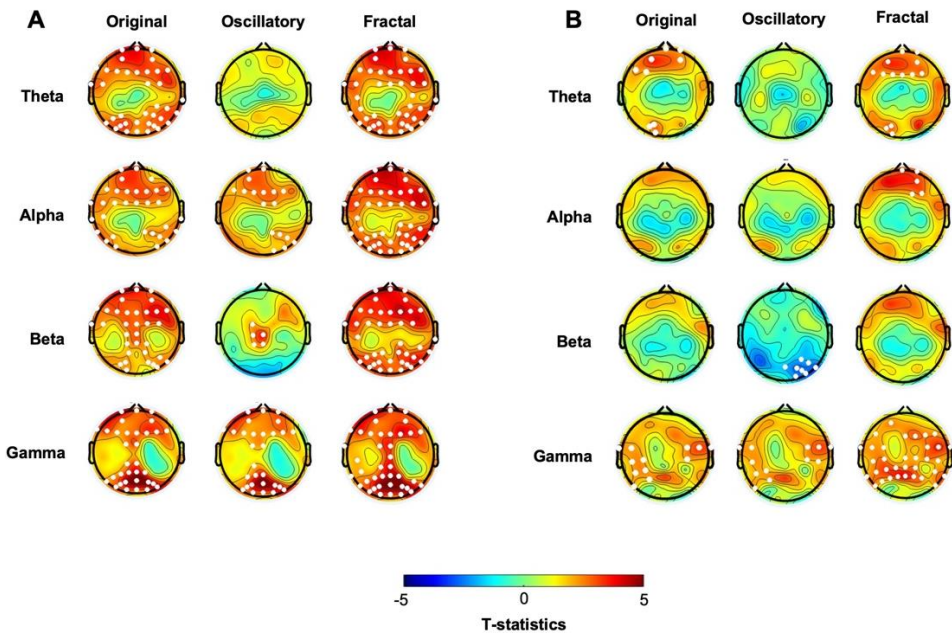 A
Original Oscillatory Fractal
Theta
Alpha
Beta
Gamma
B
Original Oscillatory Fractal
Theta
Alpha
Beta
Gamma
-5 0 5
T-statistics